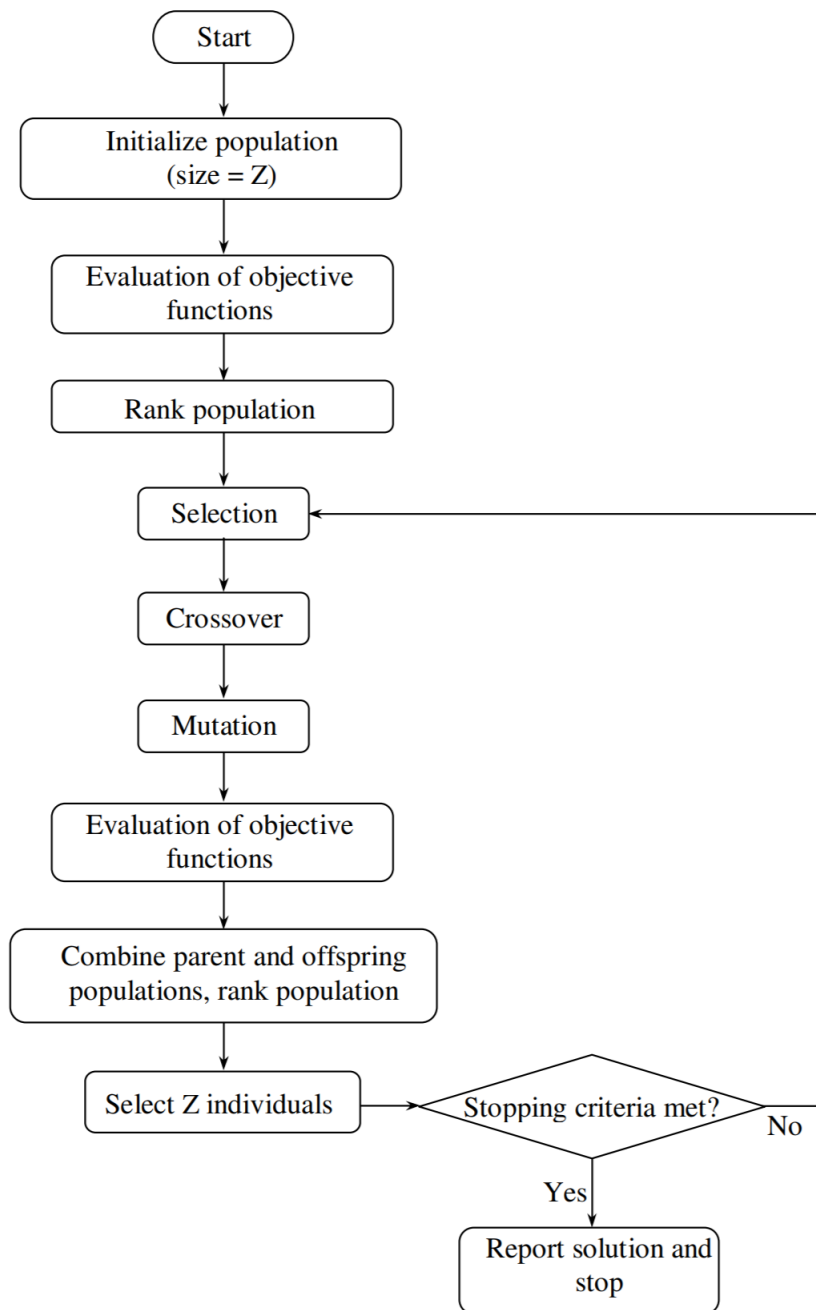 Start
Initialize population
(size = Z)
Evaluation of objective
functions
Rank population
Selection
Crossover
Mutation
Evaluation of objective
functions
Combine parent and offspring
populations, rank population
Select Z individuals
Stopping criteria met?
No
Yes
Report solution and
stop